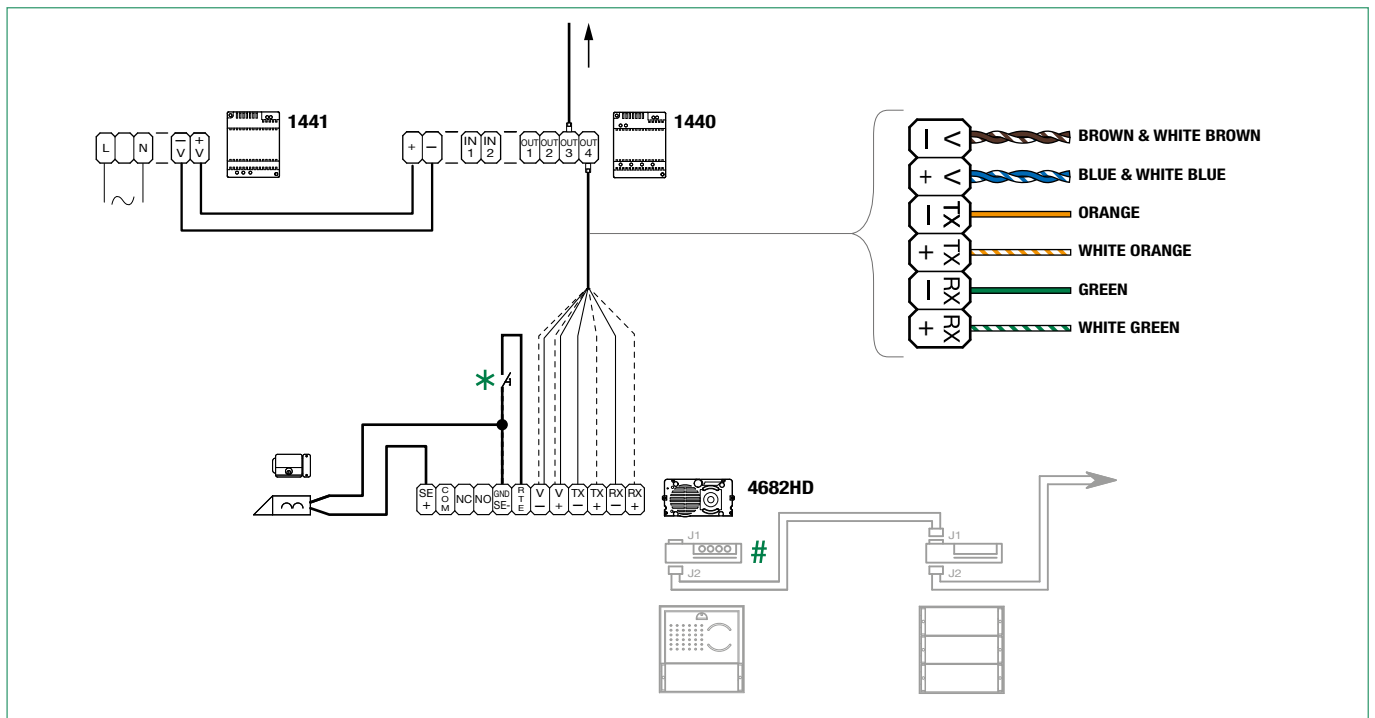 1441
L N − V + V
+ − IN 1 IN 2 OUT 1 OUT 2 OUT 3 OUT 4
1440
− V BROWN & WHITE BROWN
+ V BLUE & WHITE BLUE
− TX ORANGE
+ TX WHITE ORANGE
− RX GREEN
+ RX WHITE GREEN
*
SE + COM NC NO GND SE- RTE V − V + TX − TX + RX − RX +
4682HD
J1 #
J2
J1
J2